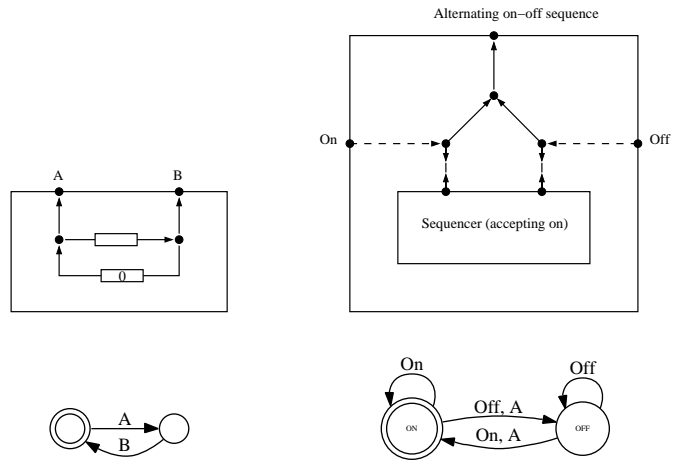 Alternating on–off sequence
On
Off
A
B
Sequencer (accepting on)
0
On
Off
A
Off, A
ON
OFF
B
On, A